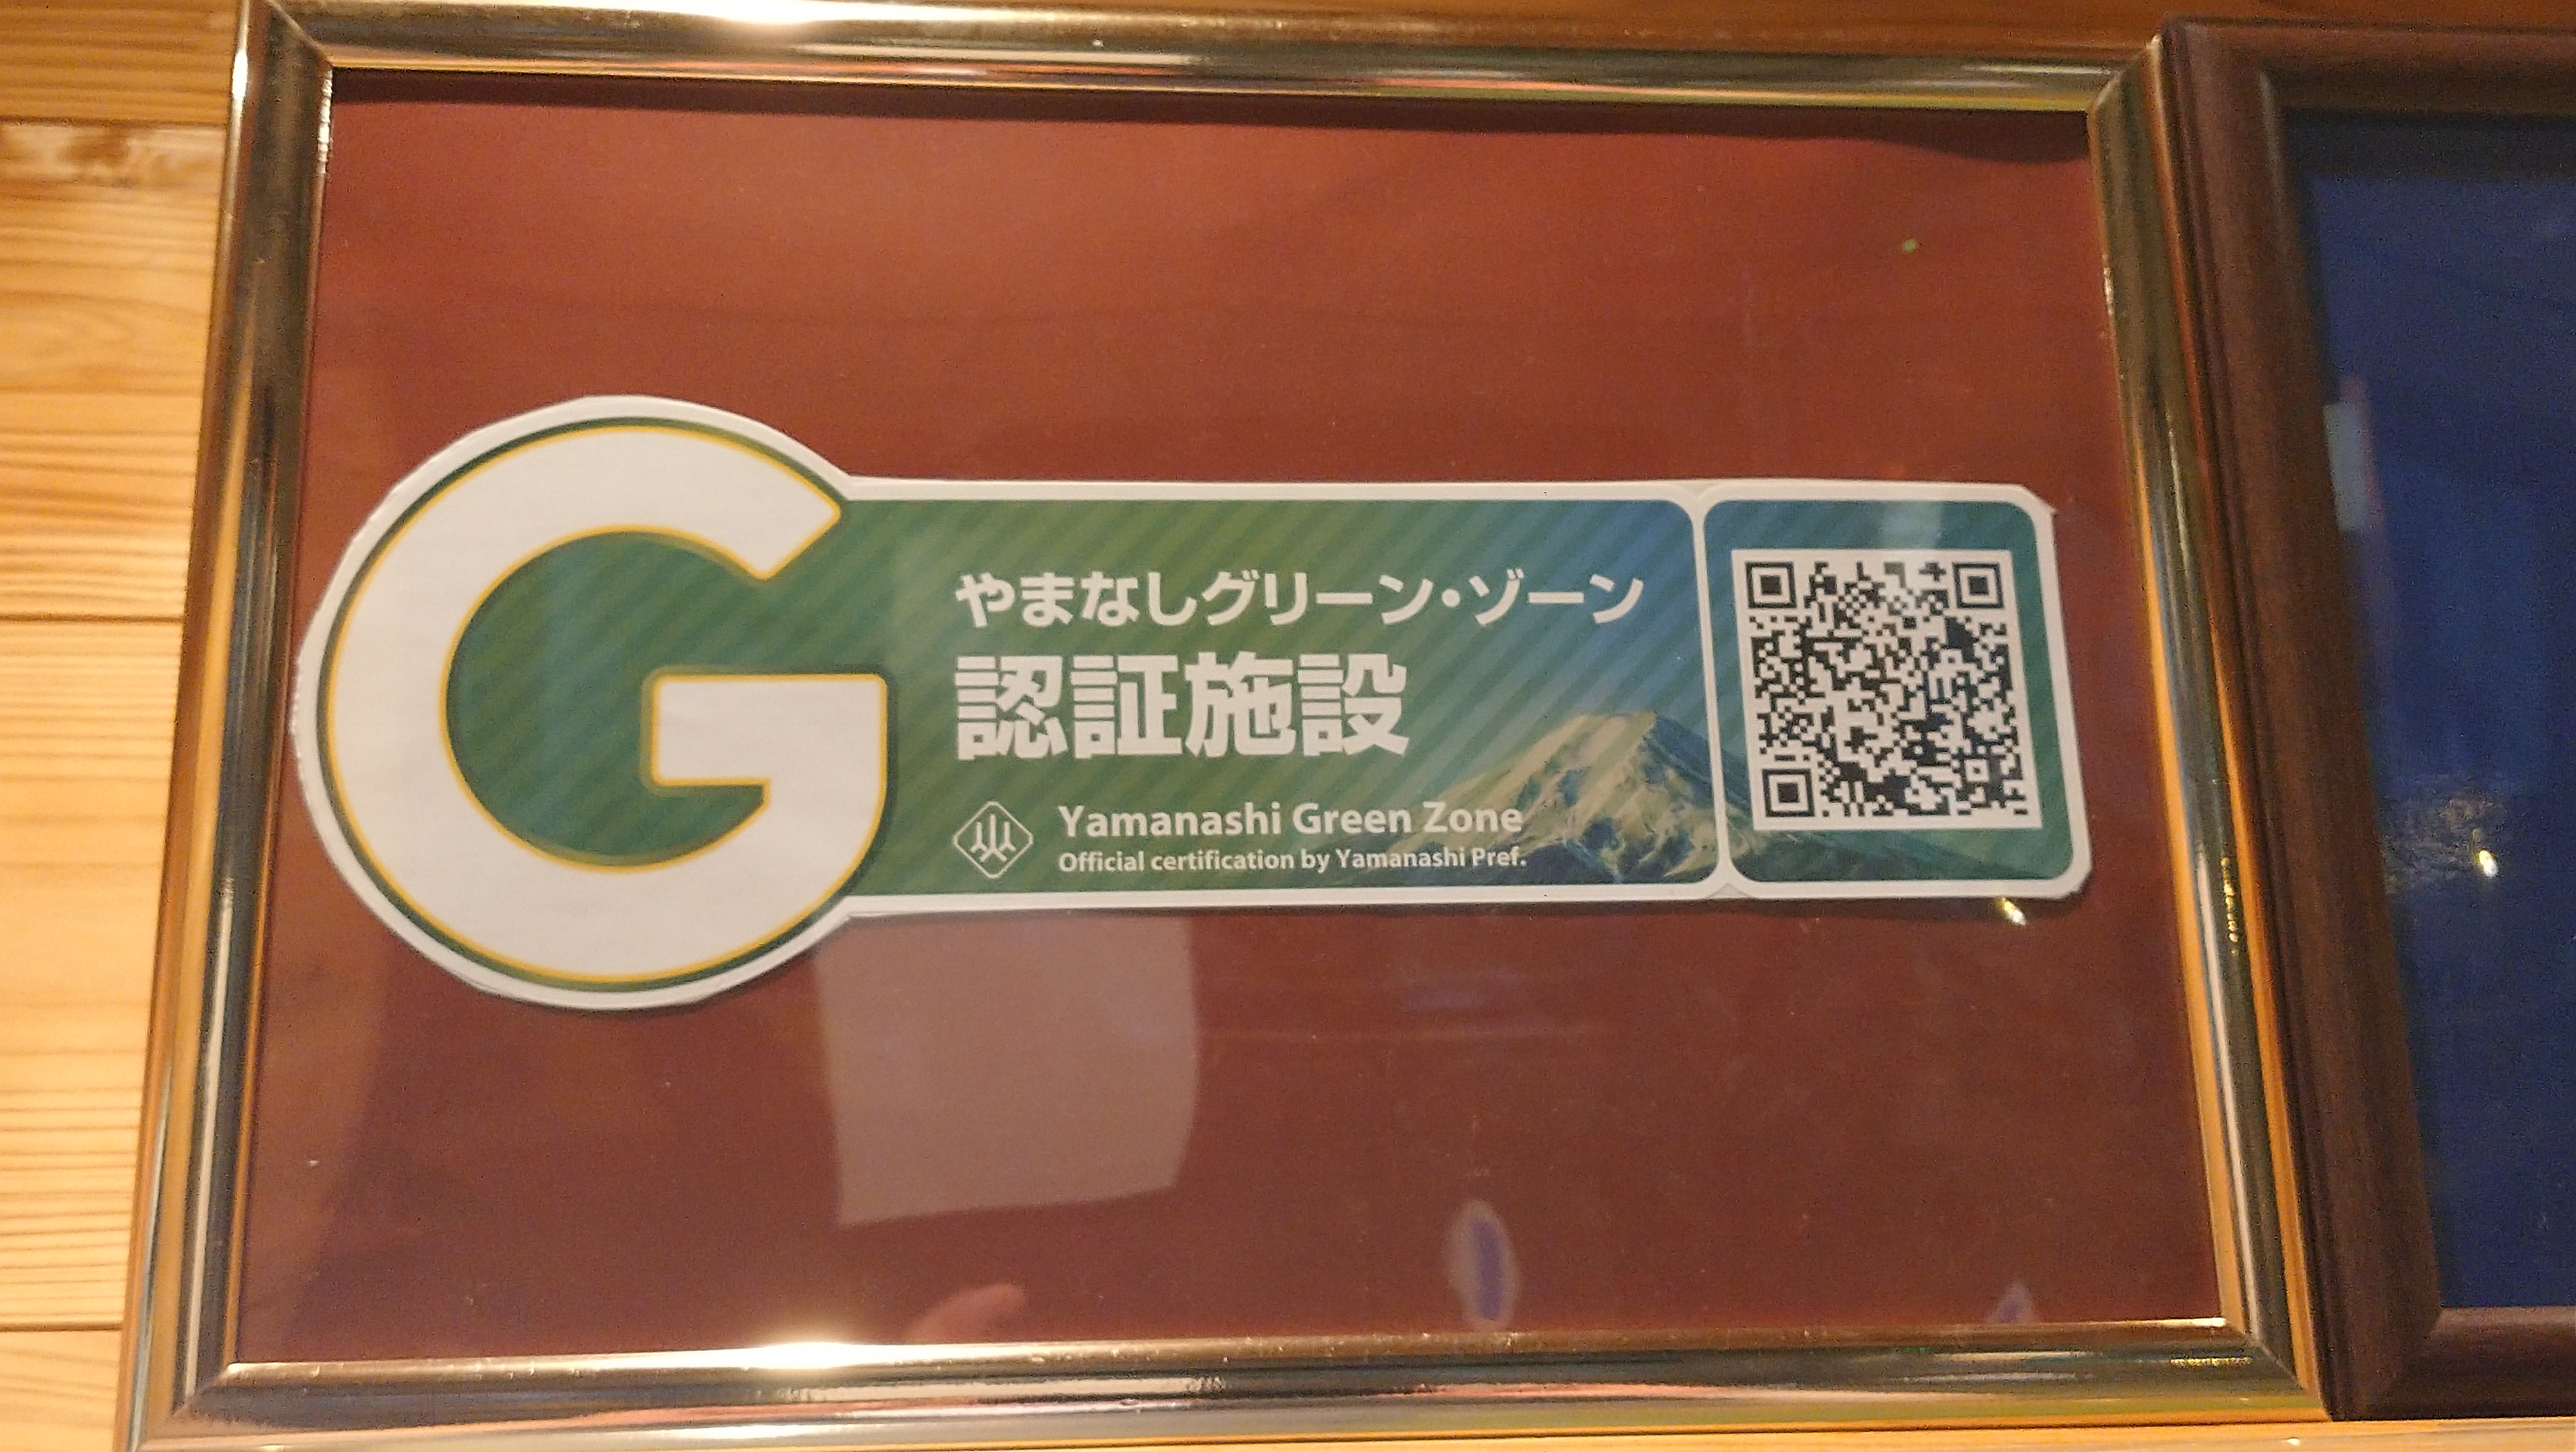 G
やまなしグリーン・ゾーン
認証施設
Yamanashi Green Zone
Official certification by Yamanashi Pref.